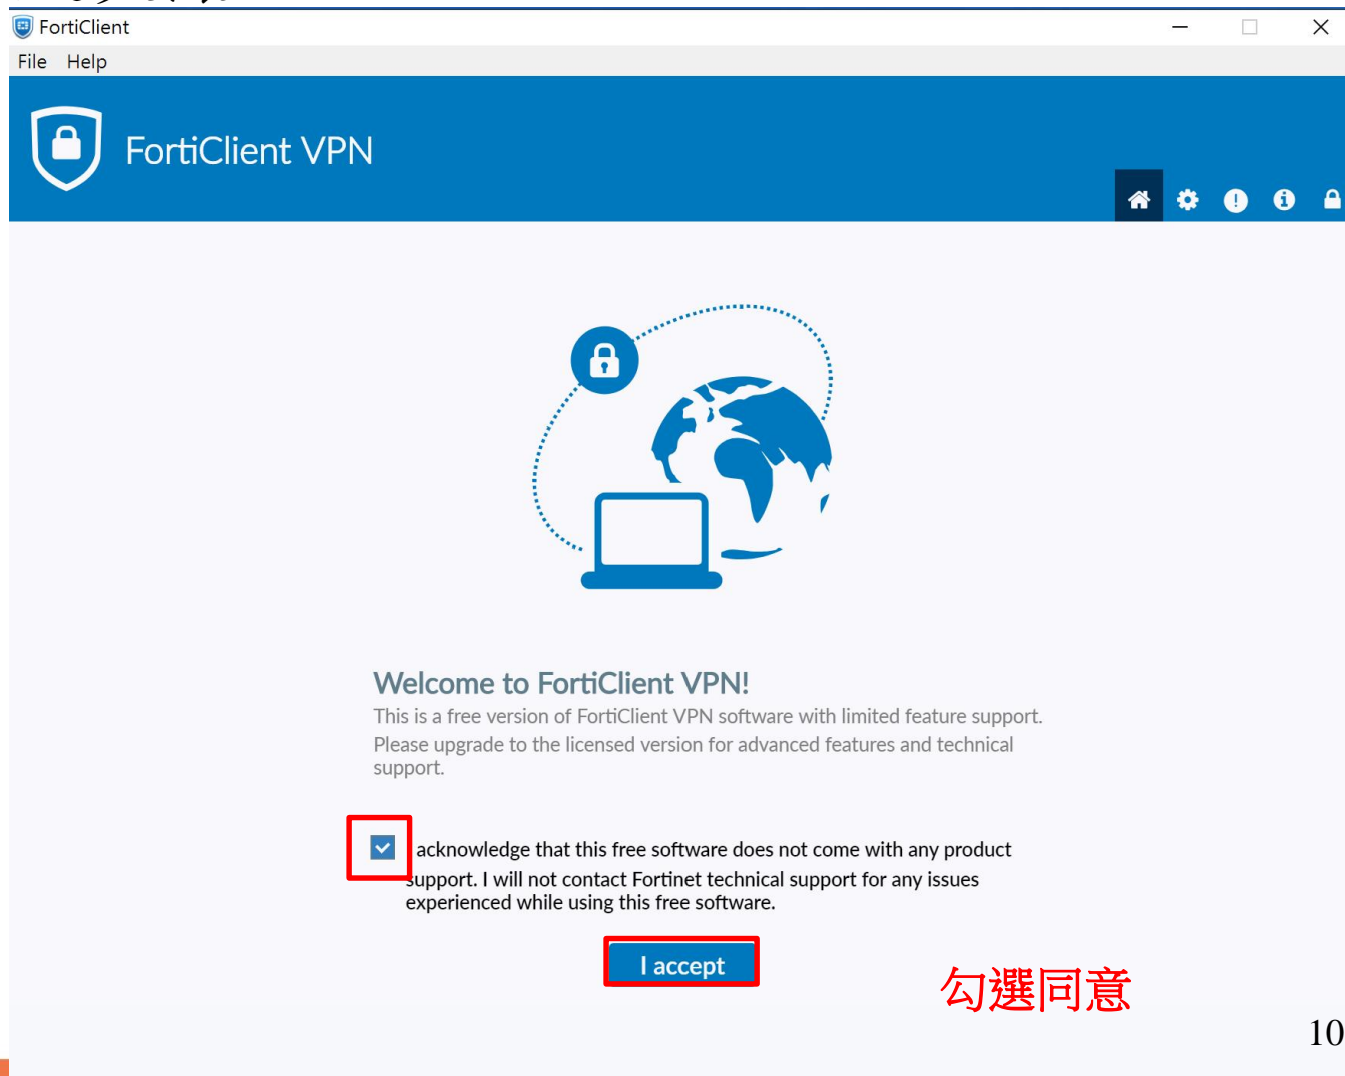 FortiClient
File Help
FortiClient VPN
Welcome to FortiClient VPN!
This is a free version of FortiClient VPN software with limited feature support.
Please upgrade to the licensed version for advanced features and technical
support.
acknowledge that this free software does not come with any product
support. I will not contact Fortinet technical support for any issues
experienced while using this free software.
I accept
勾選同意
10